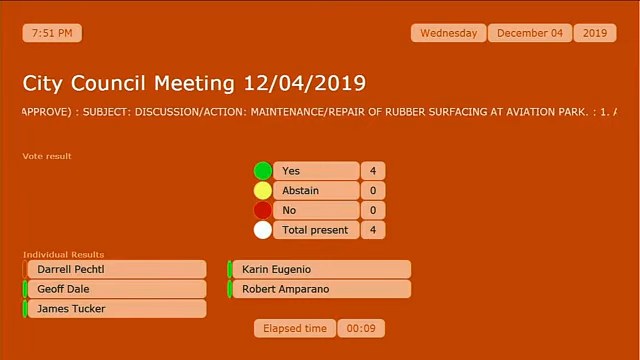 7:51 PM Wednesday December 04 2019
City Council Meeting 12/04/2019
APPROVE) : SUBJECT: DISCUSSION/ACTION: MAINTENANCE/REPAIR OF RUBBER SURFACING AT AVIATION PARK. : 1.
Vote result
Yes 4
Abstain 0
No 0
Total present 4
Individual Results
Darrell Pechtl Karin Eugenio
Geoff Dale Robert Amparano
James Tucker
Elapsed time 00:09